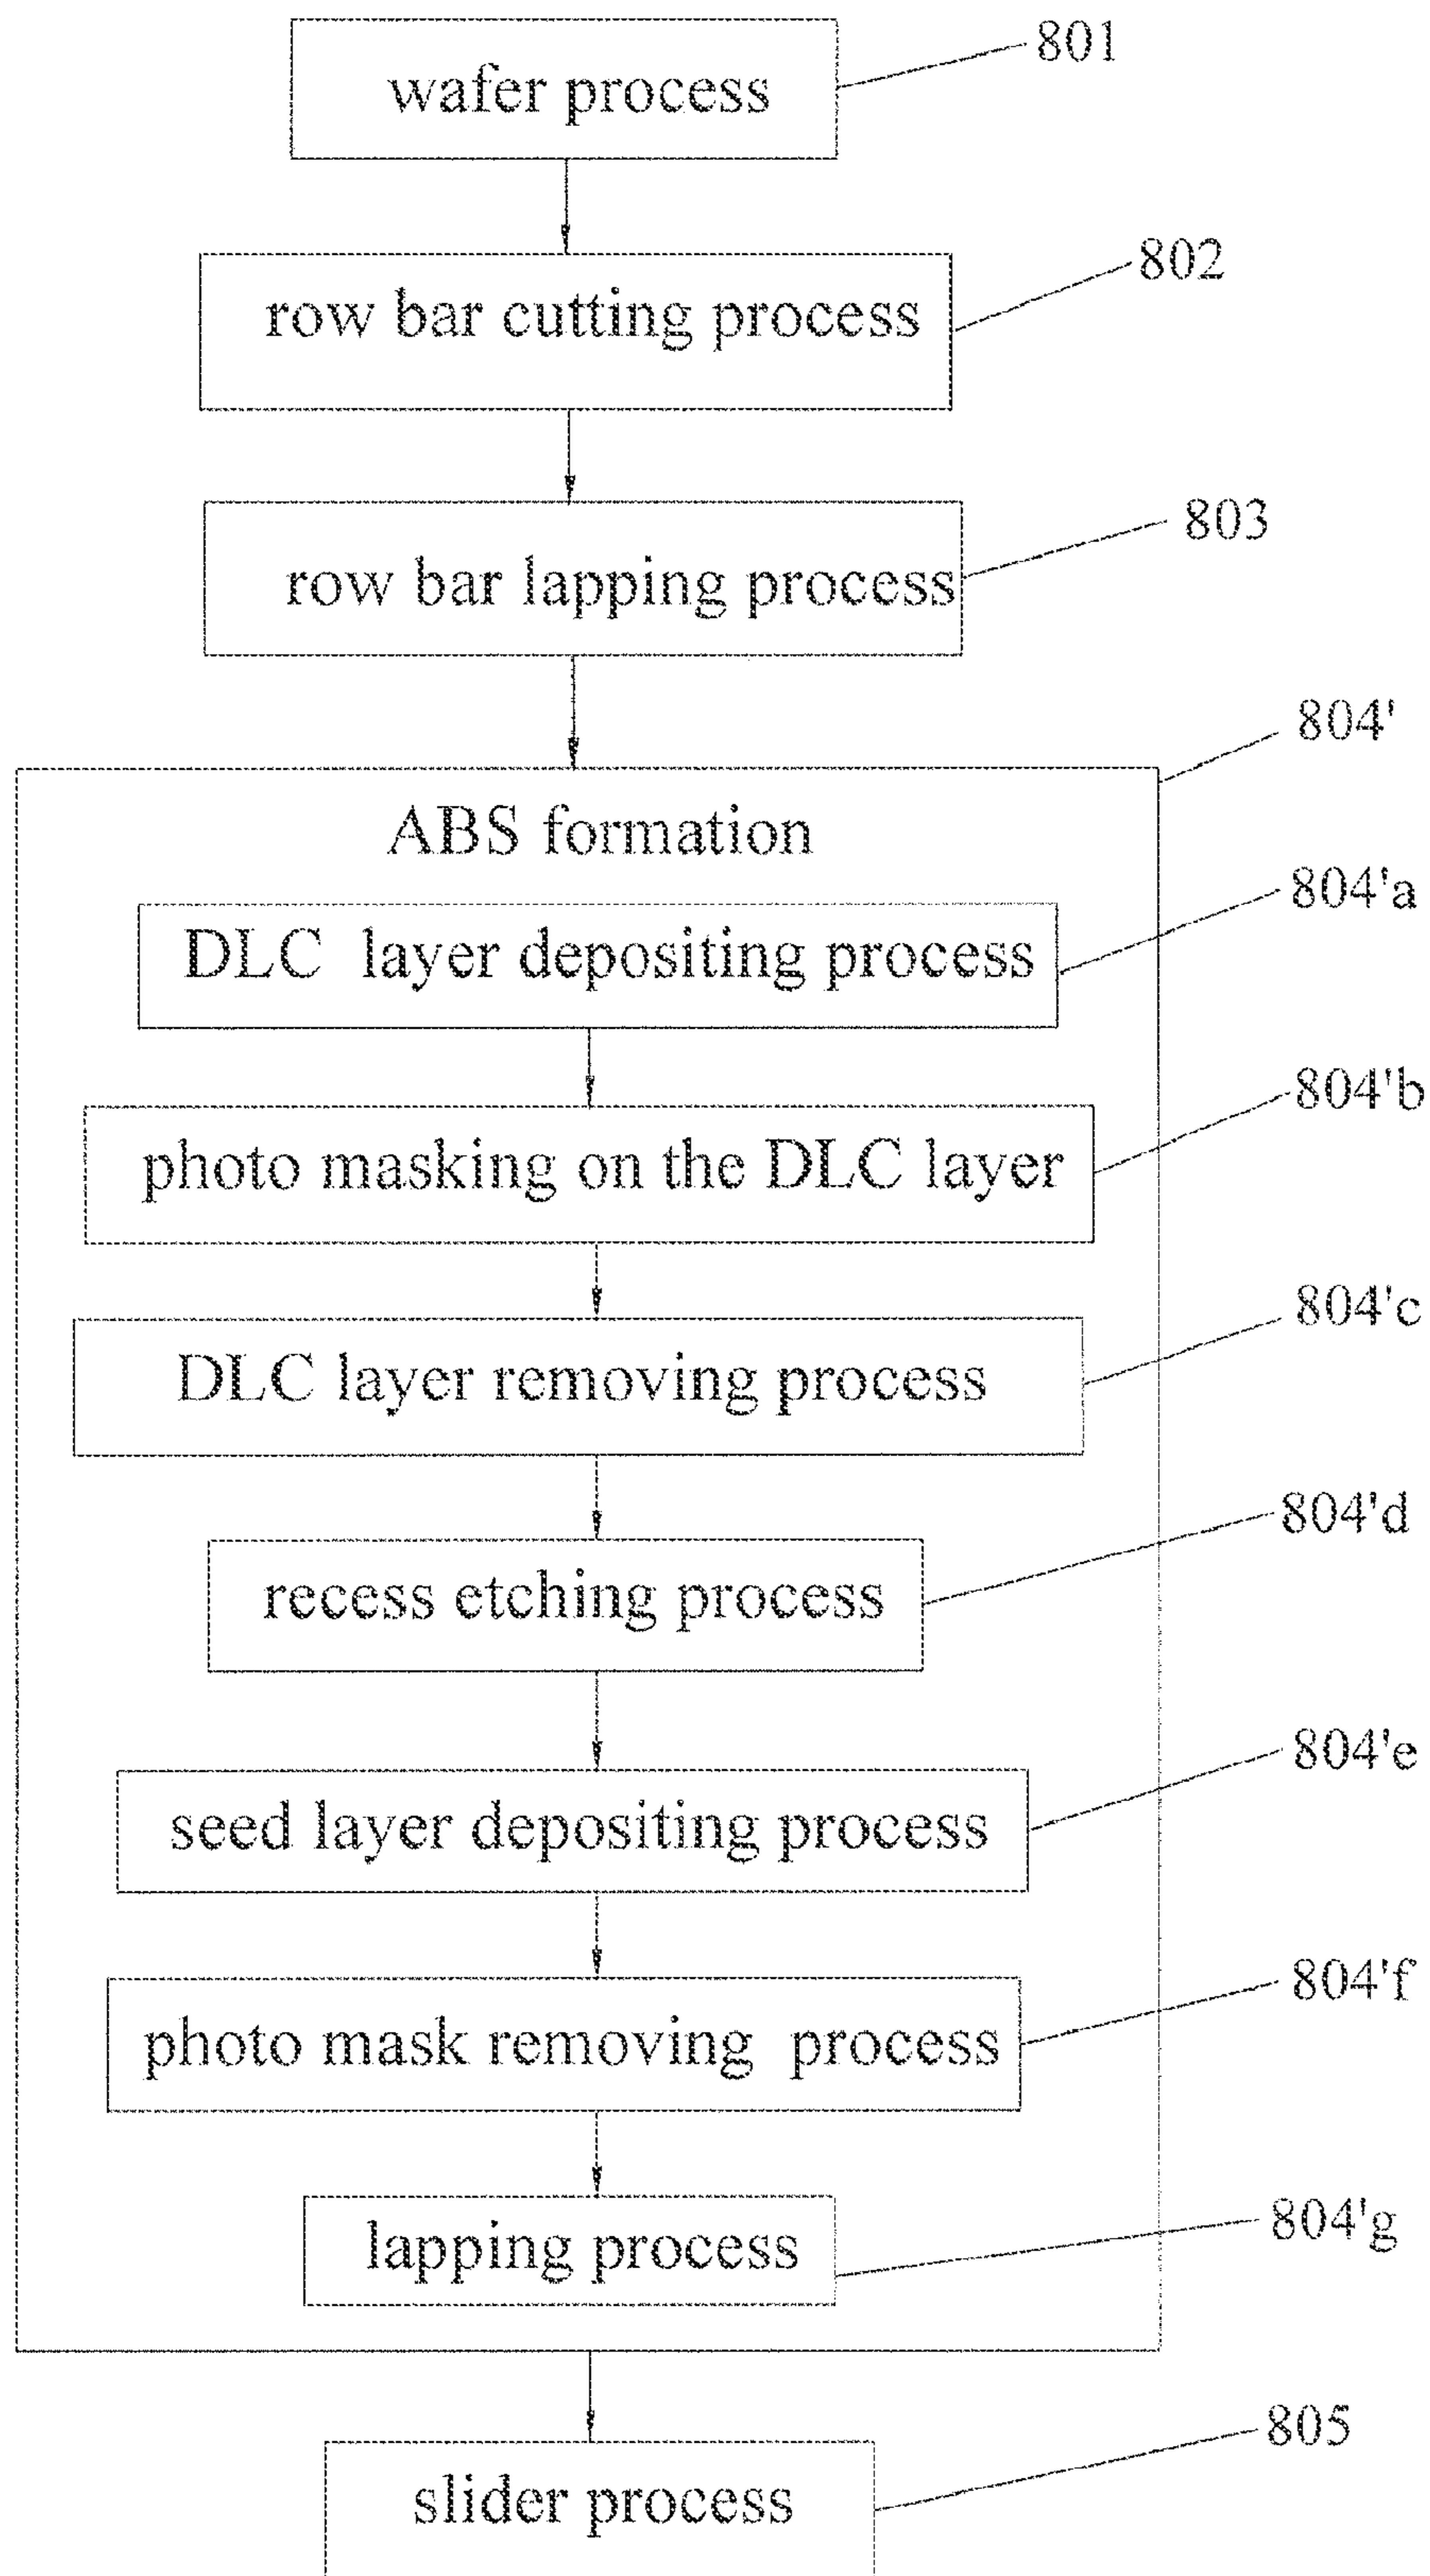 801
wafer process
802
row bar cutting process
803
row bar lapping process
804'
ABS formation
804'a
DLC layer depositing process
804'b
photo masking on the DLC layer
804'c
DLC layer removing process
804'd
recess etching process
804'e
seed layer depositing process
804'f
photo mask removing process
804'g
lapping process
805
slider process